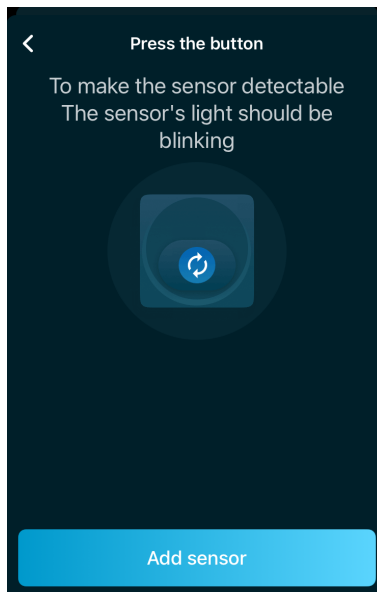 Press the button
To make the sensor detectable
The sensor's light should be
blinking
Add sensor